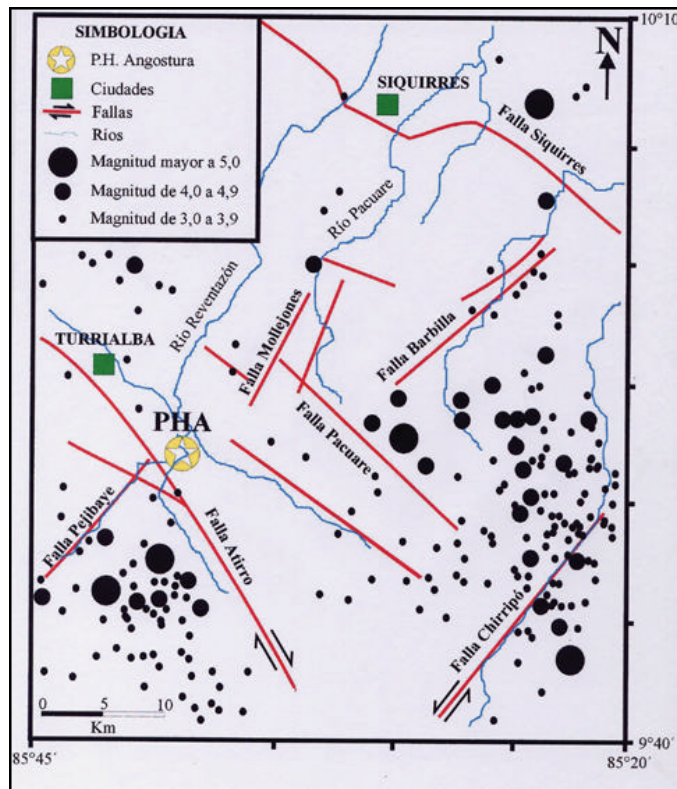 SIMBOLOGIA
P.H. Angostura
Ciudades
Fallas
Ríos
Magnitud mayor a 5,0
Magnitud de 4,0 a 4,9
Magnitud de 3,0 a 3,9
10°10
N
SIQUIRRES
Falla Siquirres
Río Pacuare
Río Reventazón
TURRIALBA
Falla Mollejones
Falla Barbilla
PHA
Falla Pacuare
Falla Pejibaye
Falla Atirro
Falla Chirripó
0 5 10
Km
9°40´
85°45´
85°20´